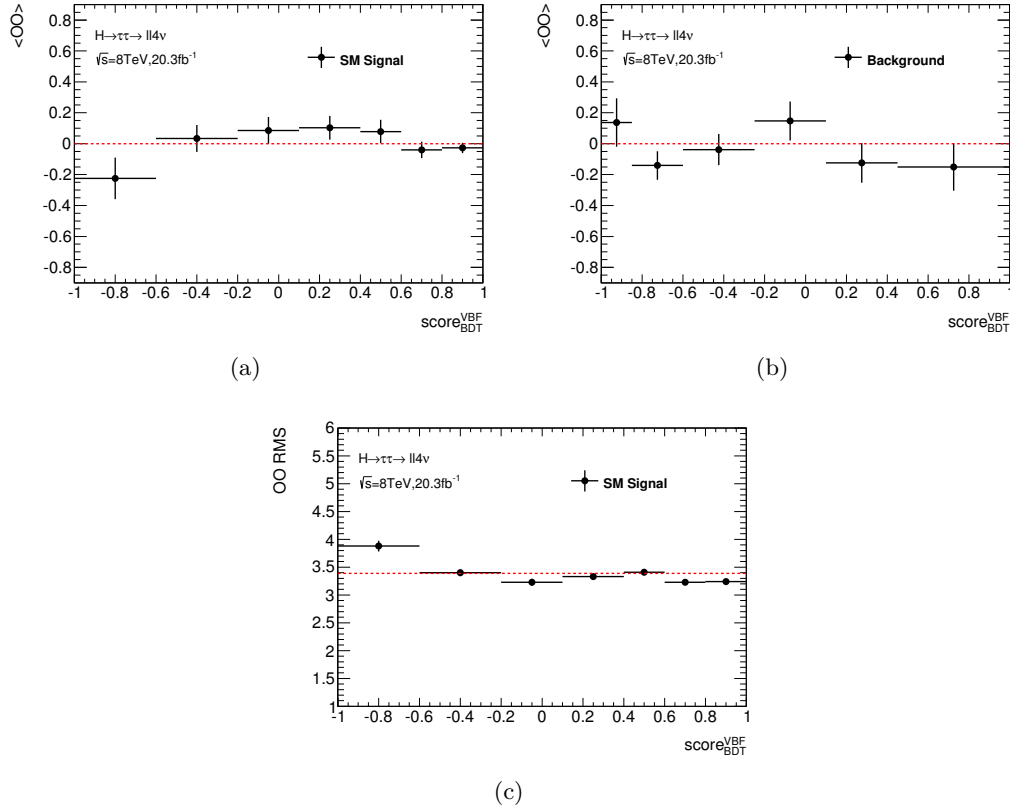 <OO>
0.8
0.6
0.4
0.2
0
-0.2
-0.4
-0.6
-0.8
H→ττ→ ll4ν
√s=8TeV,20.3fb⁻¹
SM Signal
-1 -0.8 -0.6 -0.4 -0.2 0 0.2 0.4 0.6 0.8 1
score^VBF_BDT
(a)
<OO>
0.8
0.6
0.4
0.2
0
-0.2
-0.4
-0.6
-0.8
H→ττ→ ll4ν
√s=8TeV,20.3fb⁻¹
Background
-1 -0.8 -0.6 -0.4 -0.2 0 0.2 0.4 0.6 0.8 1
score^VBF_BDT
(b)
OO RMS
6
5.5
5
4.5
4
3.5
3
2.5
2
1.5
1
H→ττ→ ll4ν
√s=8TeV,20.3fb⁻¹
SM Signal
-1 -0.8 -0.6 -0.4 -0.2 0 0.2 0.4 0.6 0.8 1
score^VBF_BDT
(c)